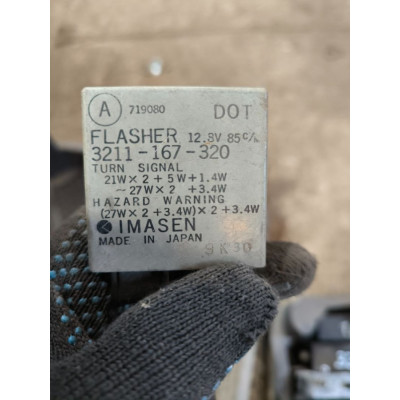 A 719080 DOT
FLASHER 12.8V 85c/m
3211-167-320
TURN SIGNAL
21W×2+5W+1.4W
~27W×2 +3.4W
HAZARD WARNING
(27W×2+3.4W)×2+3.4W
IMASEN
MADE IN JAPAN